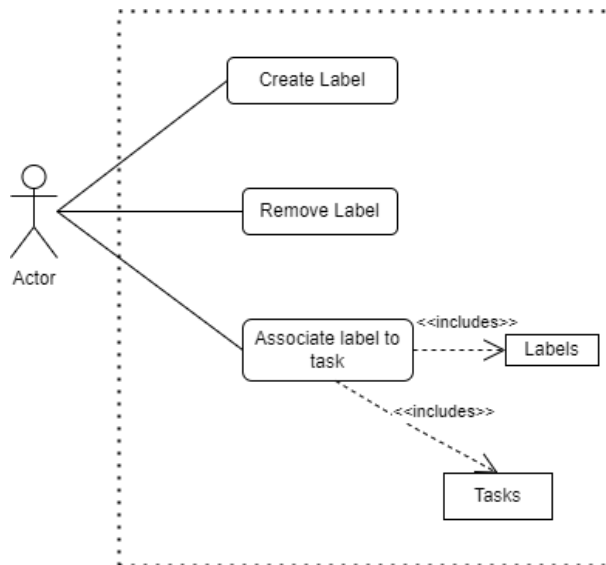 Create Label
Remove Label
Actor
Associate label to
task
<<includes>>
Labels
<<includes>>
Tasks